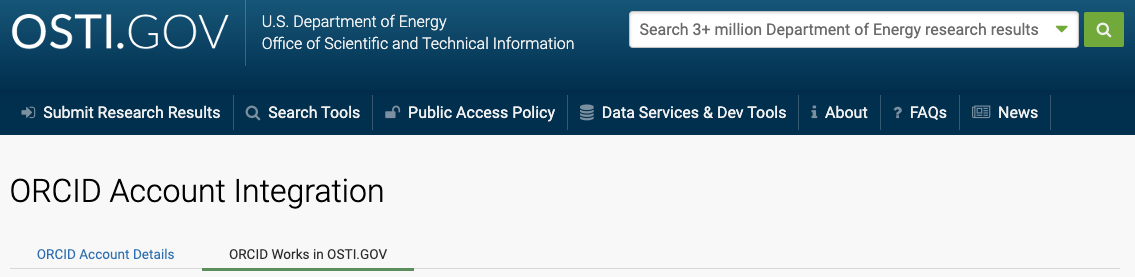 OSTI.GOV
U.S. Department of Energy
Office of Scientific and Technical Information
Search 3+ million Department of Energy research results
Submit Research Results Search Tools Public Access Policy Data Services & Dev Tools About FAQs News
ORCID Account Integration
ORCID Account Details ORCID Works in OSTI.GOV